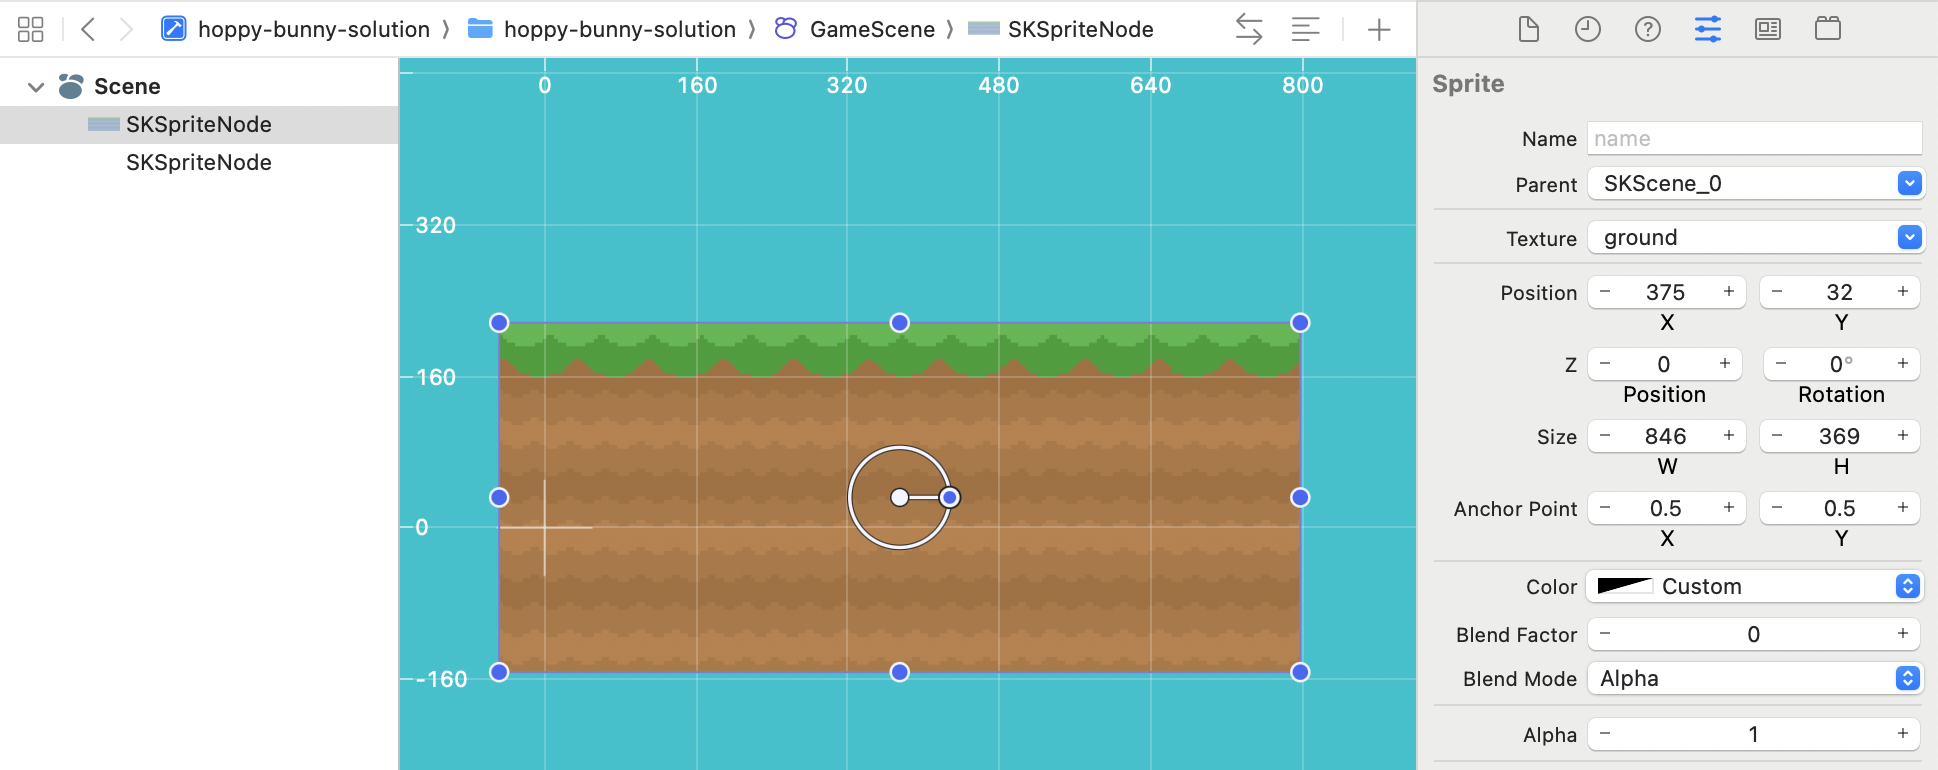 hoppy-bunny-solution 〉 hoppy-bunny-solution 〉 GameScene 〉 SKSpriteNode
Scene
SKSpriteNode
SKSpriteNode
0 160 320 480 640 800
320
160
0
-160
Sprite
Name name
Parent SKScene_0
Texture ground
Position − 375 + − 32 +
X Y
Z − 0 + − 0° +
Position Rotation
Size − 846 + − 369 +
W H
Anchor Point − 0.5 + − 0.5 +
X Y
Color Custom
Blend Factor − 0 +
Blend Mode Alpha
Alpha − 1 +